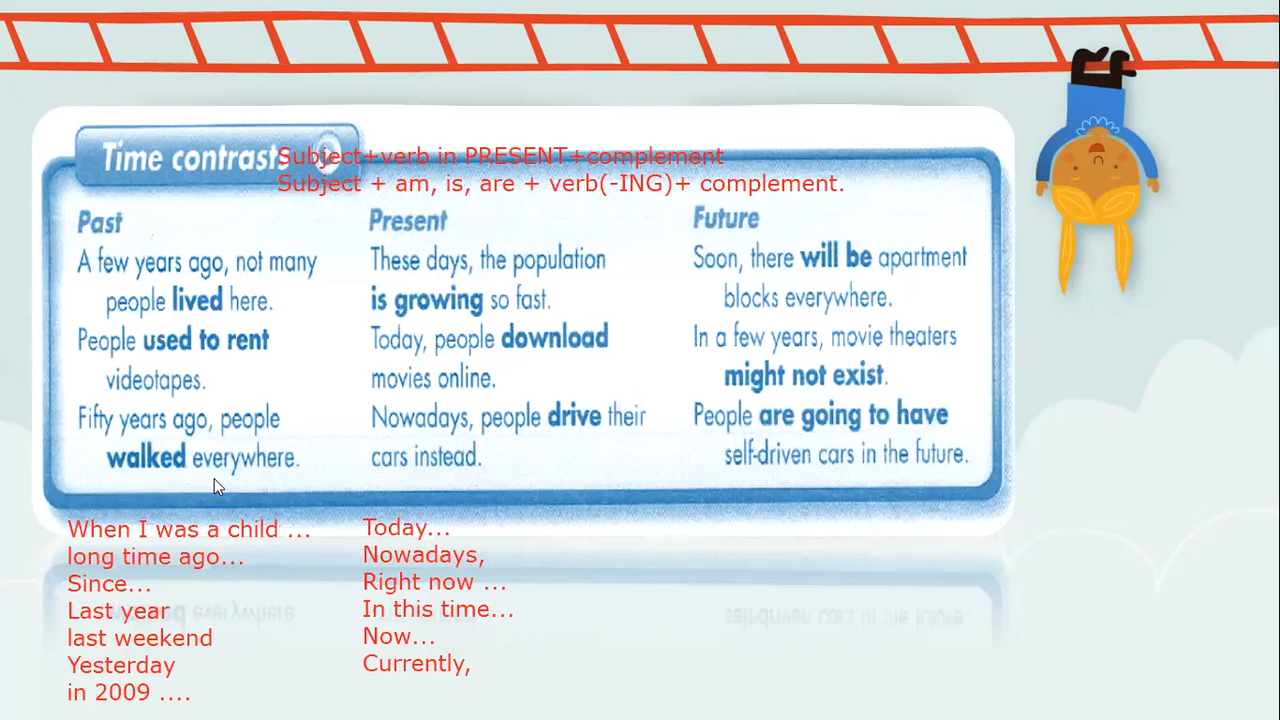 Time contrasts
Subject+verb in PRESENT+complement
Subject + am, is, are + verb(-ING)+ complement.
Past
A few years ago, not many
people lived here.
People used to rent
videotapes.
Fifty years ago, people
walked everywhere.
Present
These days, the population
is growing so fast.
Today, people download
movies online.
Nowadays, people drive their
cars instead.
Future
Soon, there will be apartment
blocks everywhere.
In a few years, movie theaters
might not exist.
People are going to have
self-driven cars in the future.
When I was a child ...
long time ago...
Since...
Last year
last weekend
Yesterday
in 2009 ....
Today...
Nowadays,
Right now ...
In this time...
Now...
Currently,